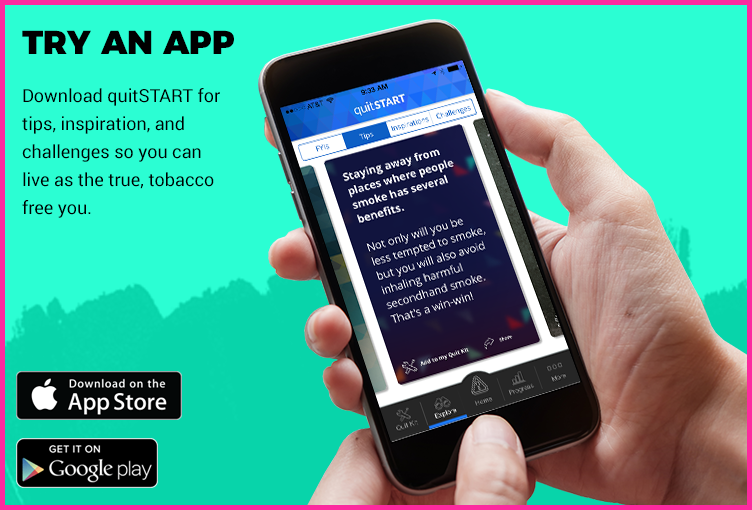 TRY AN APP
Download quitSTART for
tips, inspiration, and
challenges so you can
live as the true, tobacco
free you.
AT&T
9:33 AM
quitSTART
FYIs
Tips
Inspirations
Challenges
Staying away from
places where people
smoke has several
benefits.
Not only will you be
less tempted to smoke,
but you will also avoid
inhaling harmful
secondhand smoke.
That's a win-win!
Add to my Quit Kit
Share
Quit Kit
Explore
Home
Progress
More
Download on the
App Store
GET IT ON
Google play